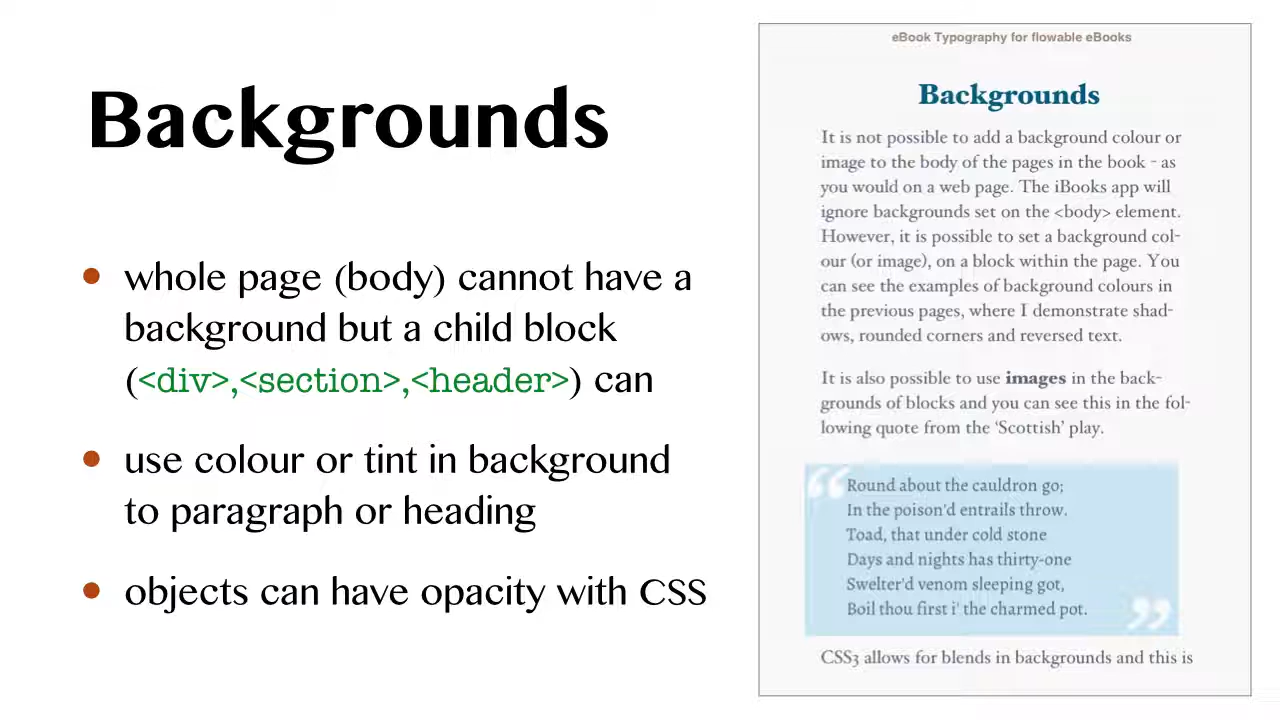 Backgrounds
• whole page (body) cannot have a
background but a child block
(<div>,<section>,<header>) can
• use colour or tint in background
to paragraph or heading
• objects can have opacity with CSS
eBook Typography for flowable eBooks
Backgrounds
It is not possible to add a background colour or
image to the body of the pages in the book - as
you would on a web page. The iBooks app will
ignore backgrounds set on the <body> element.
However, it is possible to set a background col-
our (or image), on a block within the page. You
can see the examples of background colours in
the previous pages, where I demonstrate shad-
ows, rounded corners and reversed text.
It is also possible to use images in the back-
grounds of blocks and you can see this in the fol-
lowing quote from the ‘Scottish’ play.
“
Round about the cauldron go;
In the poison'd entrails throw.
Toad, that under cold stone
Days and nights has thirty-one
Swelter'd venom sleeping got,
Boil thou first i' the charmed pot.
”
CSS3 allows for blends in backgrounds and this is